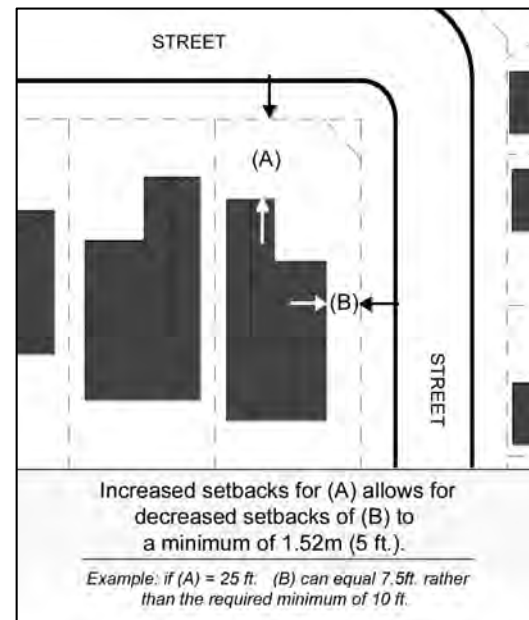 STREET
(A)
(B)
STREET
Increased setbacks for (A) allows for
decreased setbacks of (B) to
a minimum of 1.52m (5 ft.).
Example: if (A) = 25 ft. (B) can equal 7.5ft. rather
than the required minimum of 10 ft.